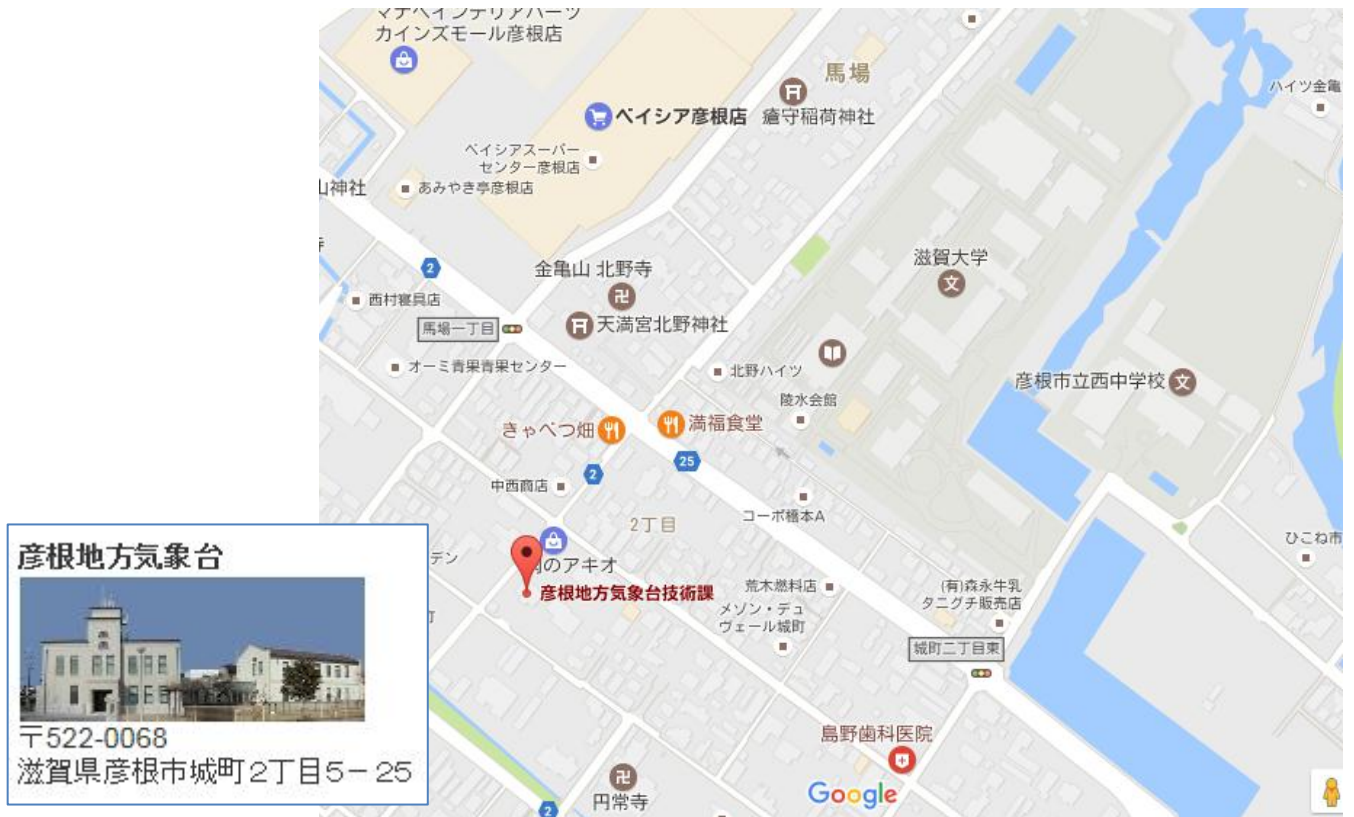 マナベインテリアハーツ
カインズモール彦根店
馬場
ベイシア彦根店
瘡守稲荷神社
ハイツ金亀
ベイシアスーパー
センター彦根店
山神社
あみやき亭彦根店
滋賀大学
金亀山 北野寺
2
西村寝具店
天満宮北野神社
馬場一丁目
オーミ青果青果センター
北野ハイツ
彦根市立西中学校
陵水会館
きゃべつ畑
満福食堂
25
2
中西商店
コーポ橋本A
2丁目
ひこね市
デン
のアキオ
彦根地方気象台技術課
荒木燃料店
メゾン・デュ
ヴェール城町
(有)森永牛乳
タニグチ販売店
城町二丁目東
島野歯科医院
円常寺
2
Google
彦根地方気象台
〒522-0068
滋賀県彦根市城町2丁目5－25